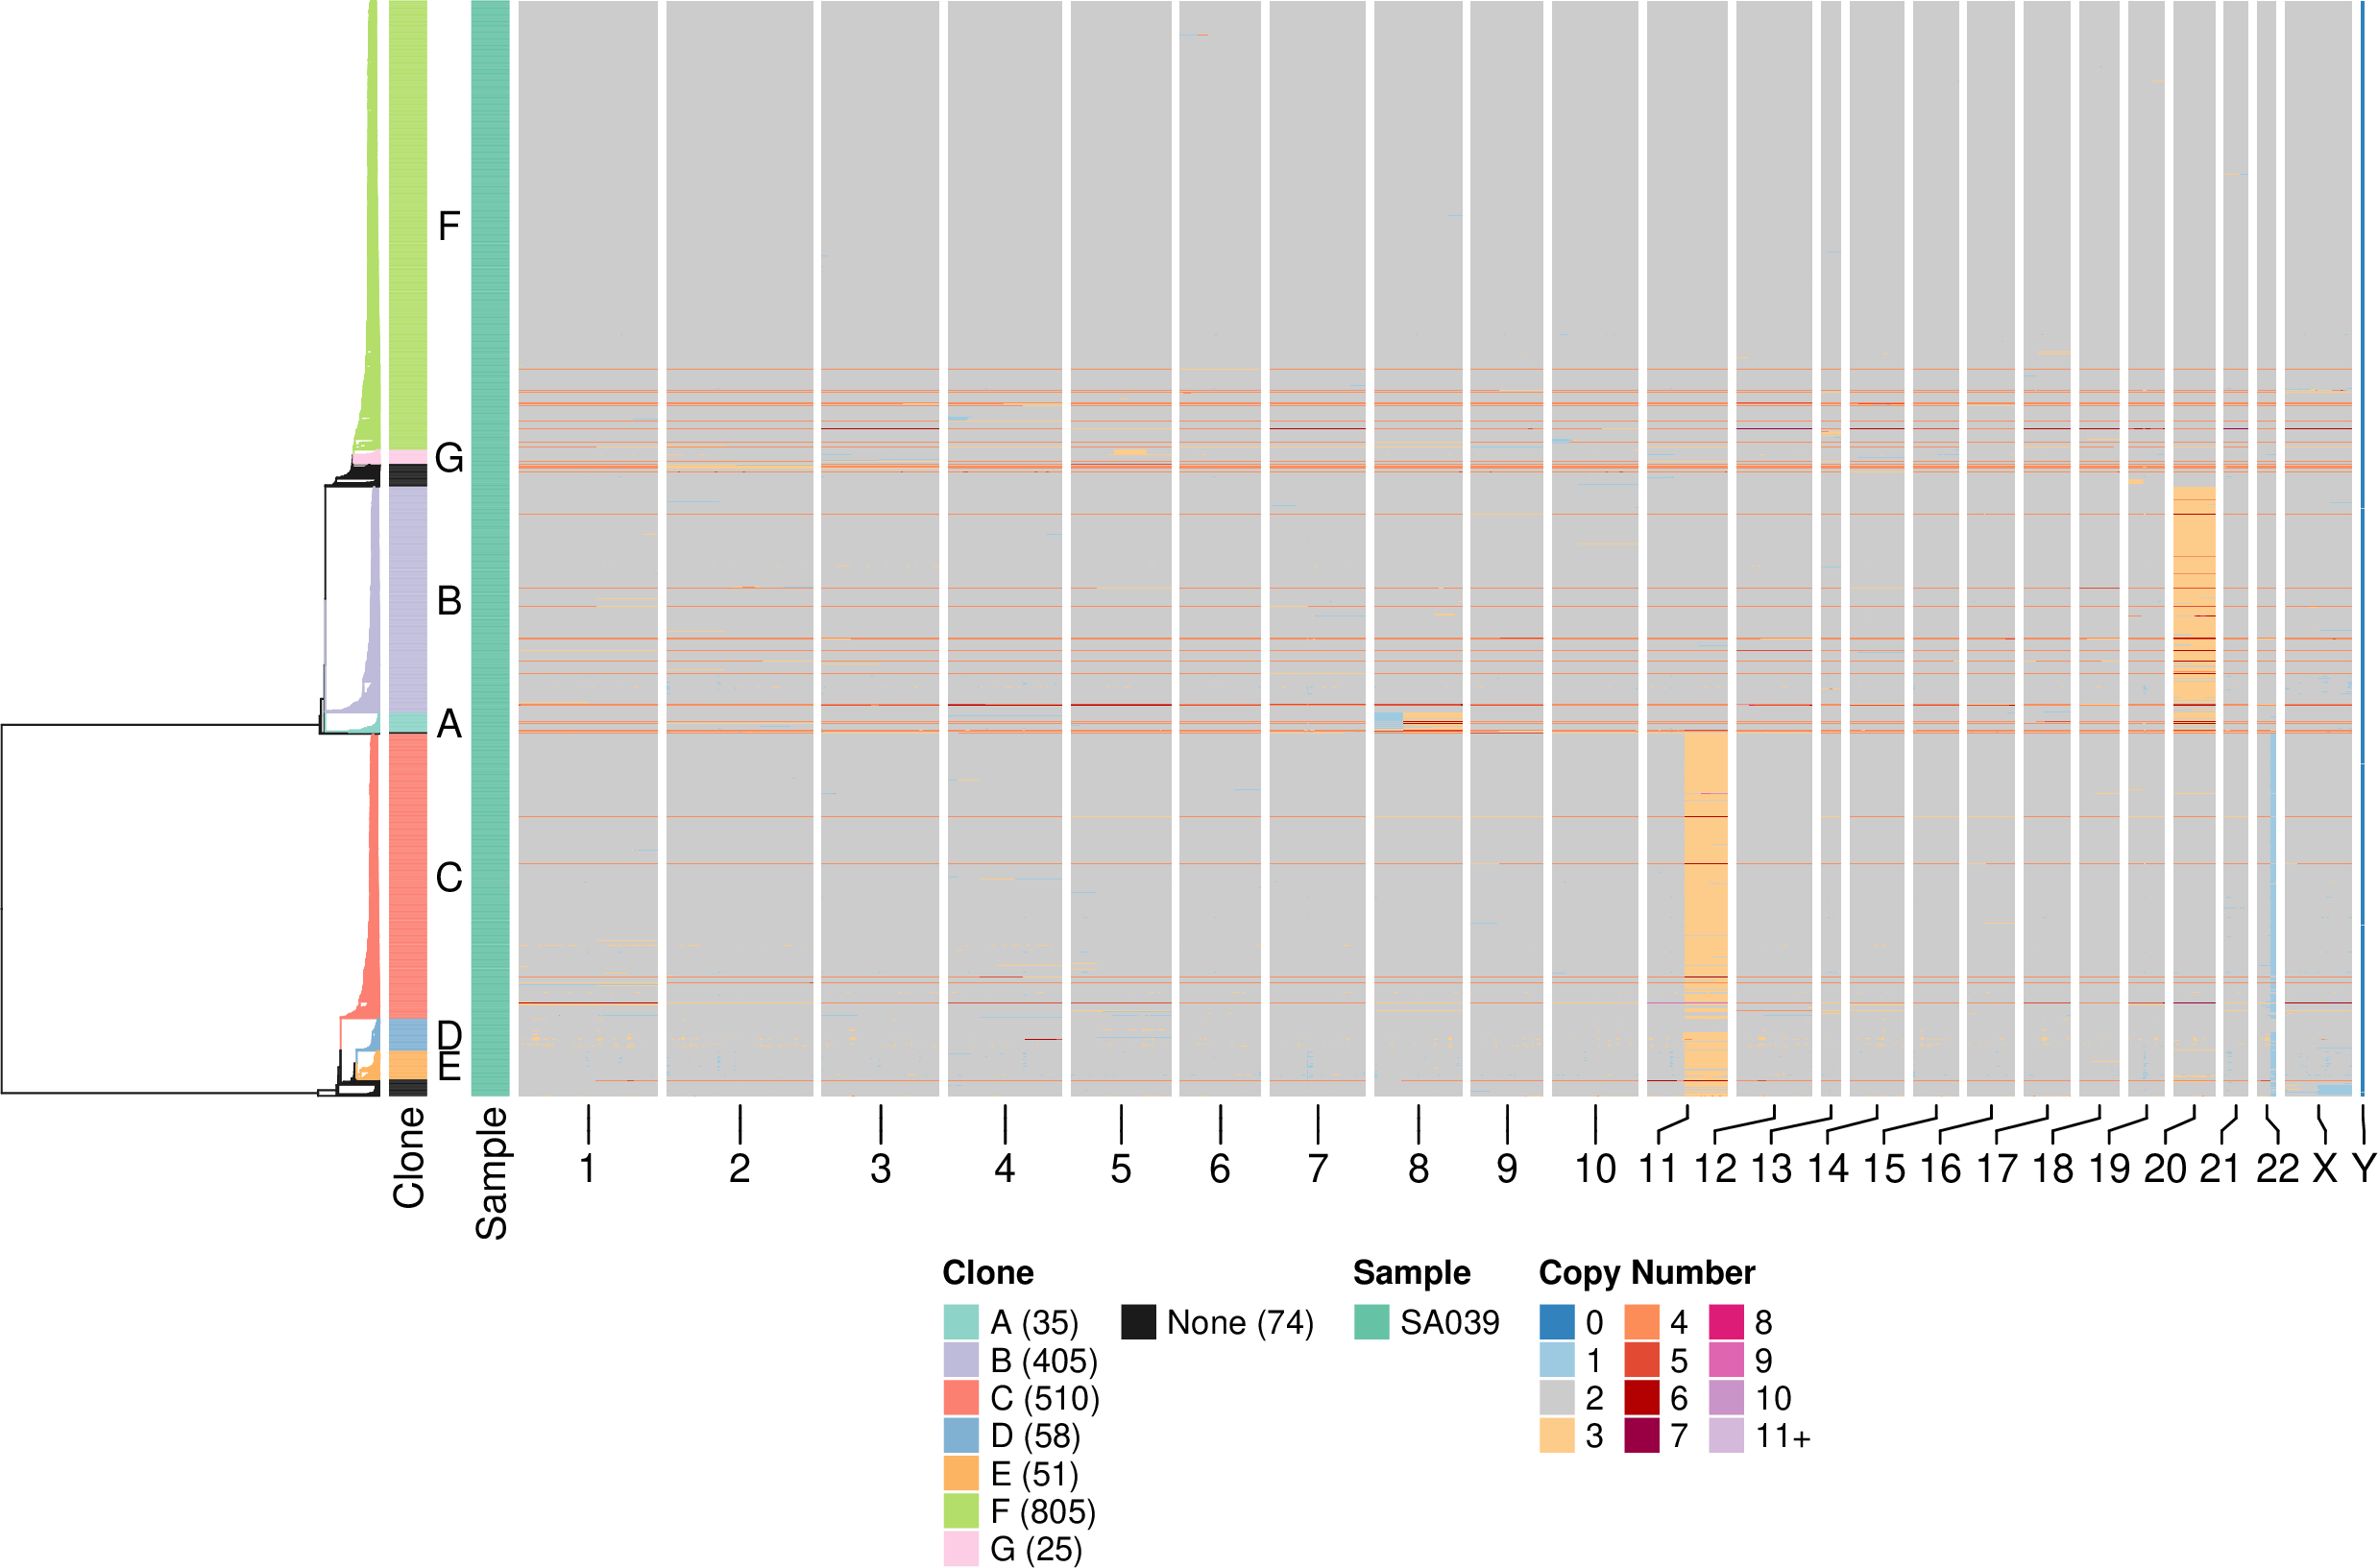 F
G
B
A
C
D
E
Clone
Sample
1 2 3 4 5 6 7 8 9 10 11 12 13 14 15 16 17 18 19 20 21 22 X Y
Clone Sample Copy Number
A (35) None (74) SA039 0 4 8
B (405) 1 5 9
C (510) 2 6 10
D (58) 3 7 11+
E (51)
F (805)
G (25)